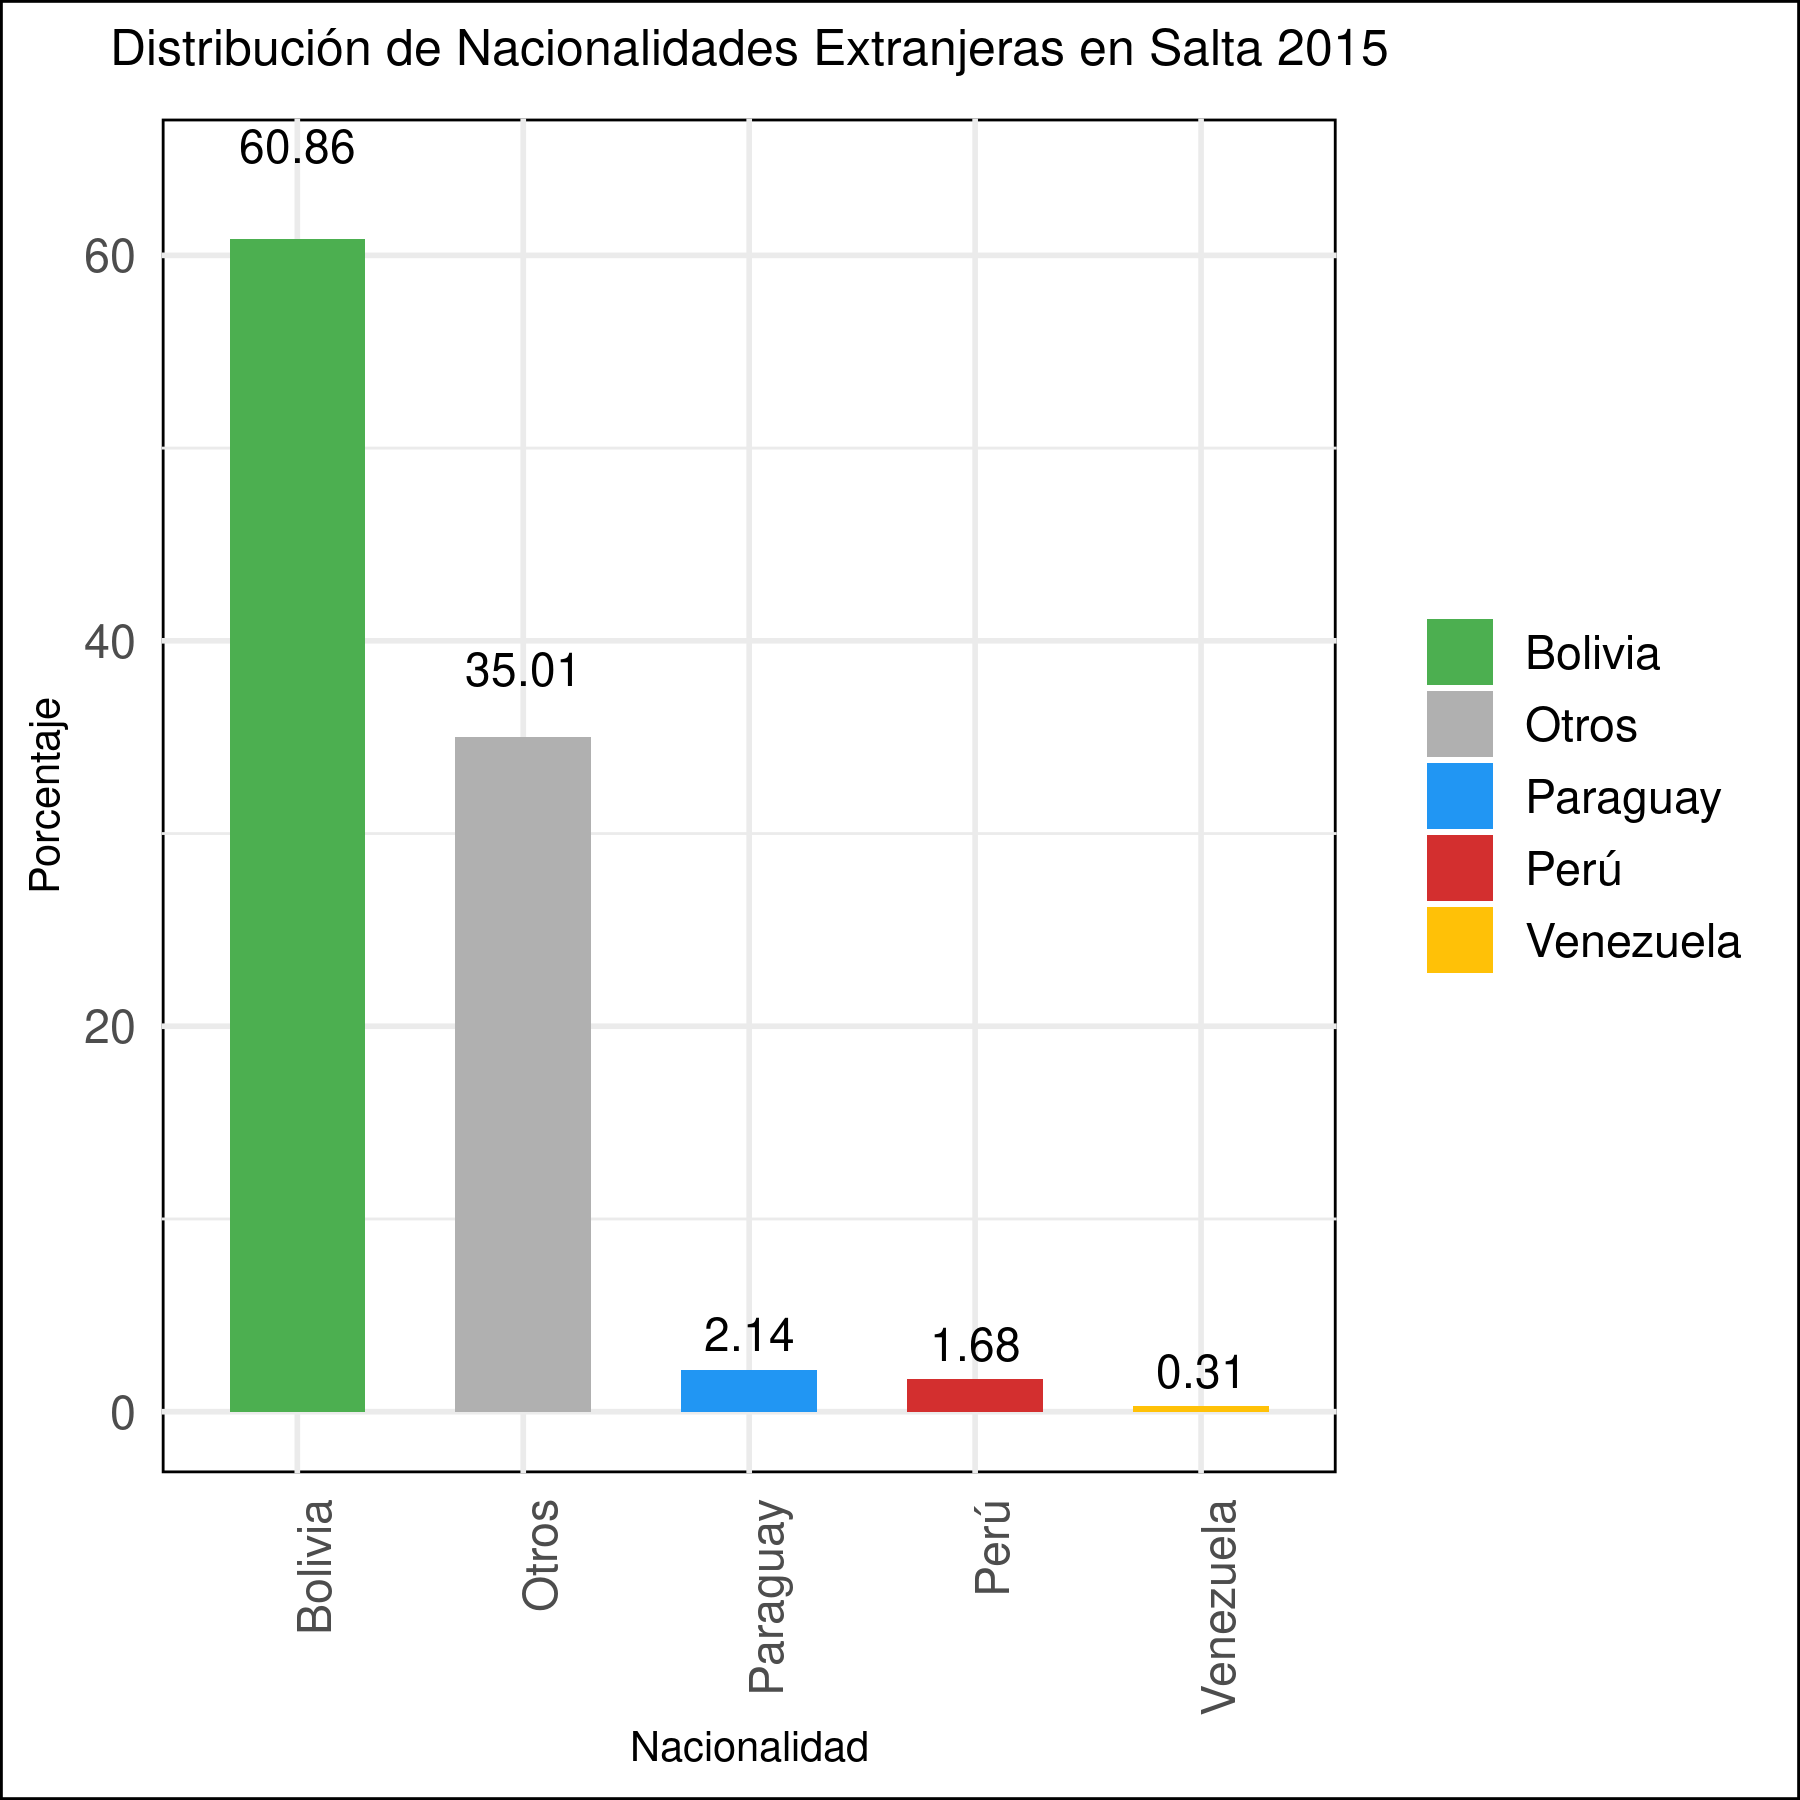 Distribución de Nacionalidades Extranjeras en Salta 2015
60.86
60
40
35.01
20
2.14
1.68
0.31
0
Porcentaje
Bolivia
Otros
Paraguay
Perú
Venezuela
Nacionalidad
Bolivia
Otros
Paraguay
Perú
Venezuela